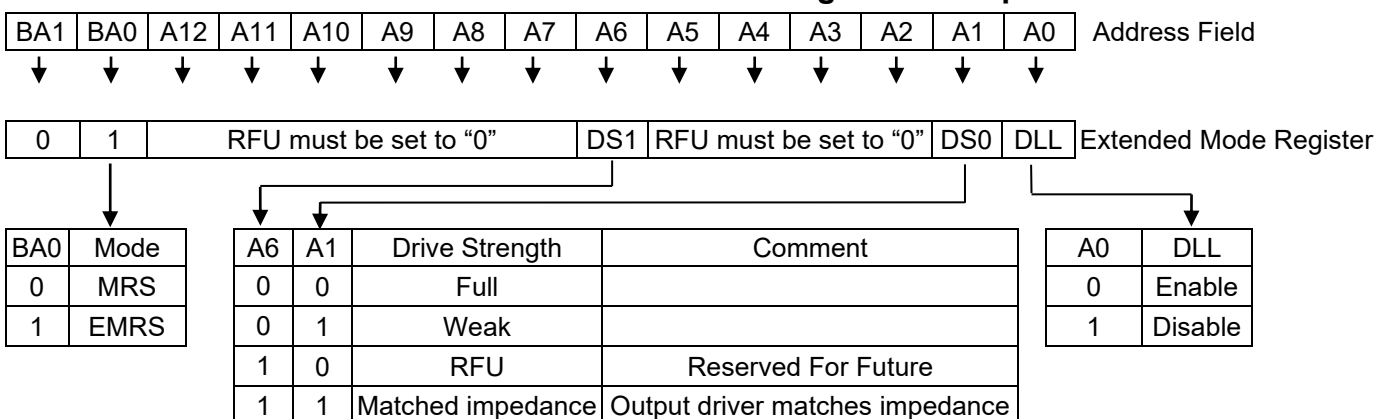 BA1 BA0 A12 A11 A10 A9 A8 A7 A6 A5 A4 A3 A2 A1 A0 Address Field
0 1 RFU must be set to “0” DS1 RFU must be set to “0” DS0 DLL Extended Mode Register
BA0 Mode
0 MRS
1 EMRS
A6 A1 Drive Strength Comment
0 0 Full
0 1 Weak
1 0 RFU Reserved For Future
1 1 Matched impedance Output driver matches impedance
A0 DLL
0 Enable
1 Disable